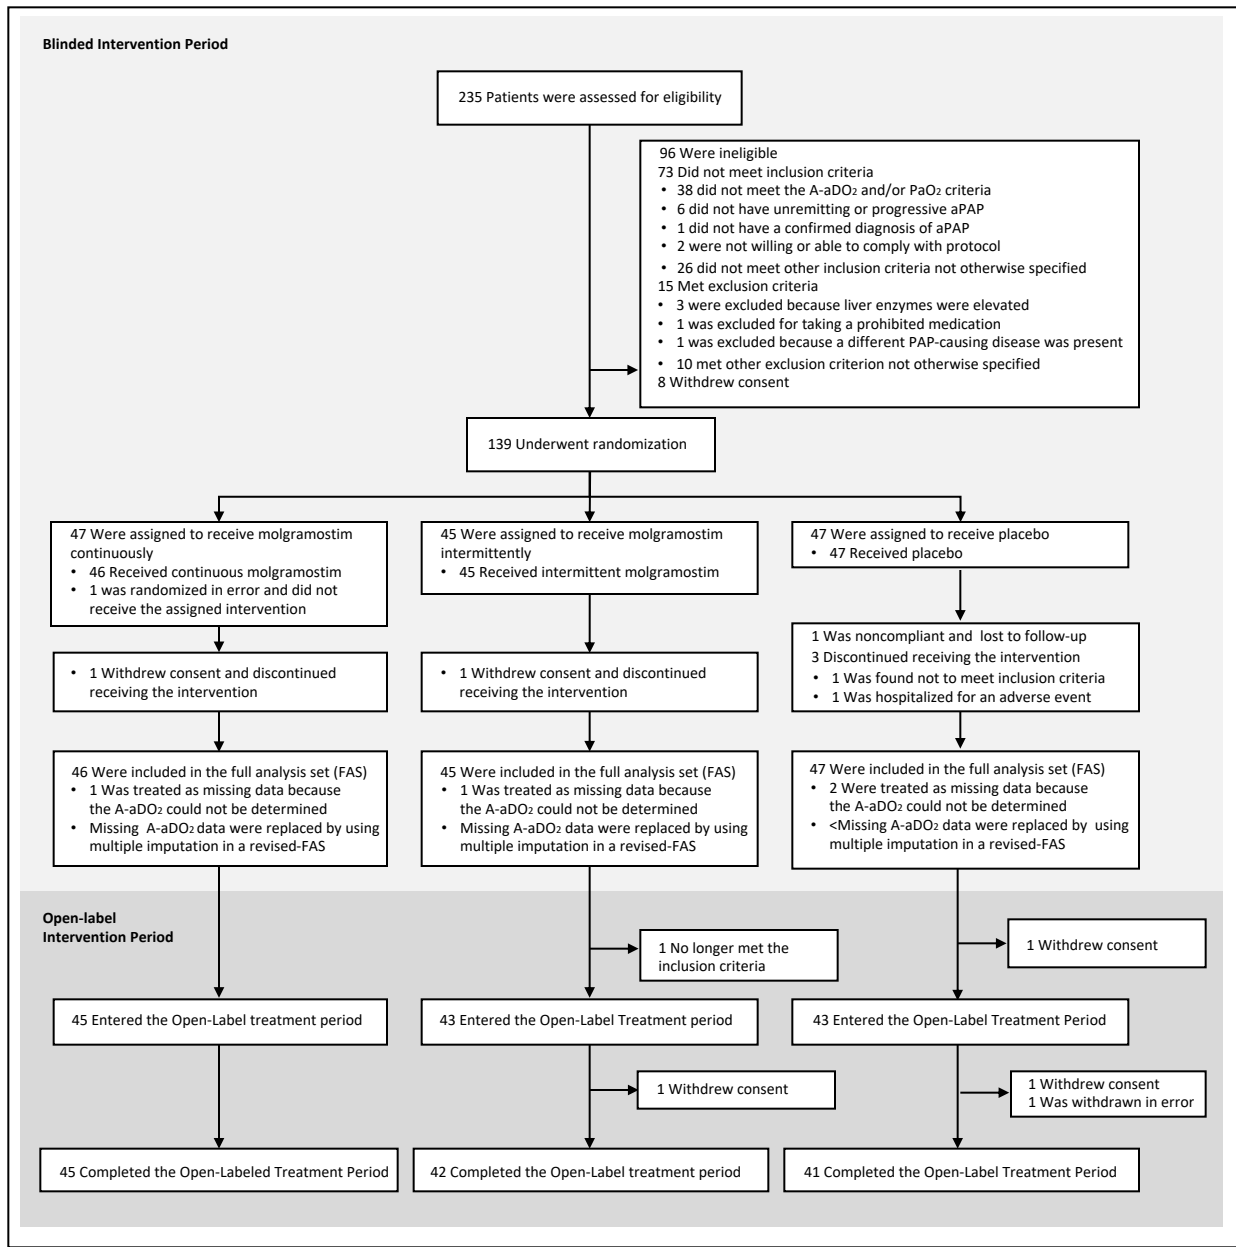 Blinded Intervention Period
235 Patients were assessed for eligibility
96 Were ineligible
73 Did not meet inclusion criteria
• 38 did not meet the A-aDO₂ and/or PaO₂ criteria
• 6 did not have unremitting or progressive aPAP
• 1 did not have a confirmed diagnosis of aPAP
• 2 were not willing or able to comply with protocol
• 26 did not meet other inclusion criteria not otherwise specified
15 Met exclusion criteria
• 3 were excluded because liver enzymes were elevated
• 1 was excluded for taking a prohibited medication
• 1 was excluded because a different PAP-causing disease was present
• 10 met other exclusion criterion not otherwise specified
8 Withdrew consent
139 Underwent randomization
47 Were assigned to receive molgramostim
continuously
• 46 Received continuous molgramostim
• 1 was randomized in error and did not
receive the assigned intervention
45 Were assigned to receive molgramostim
intermittently
• 45 Received intermittent molgramostim
47 Were assigned to receive placebo
• 47 Received placebo
• 1 Withdrew consent and discontinued
receiving the intervention
• 1 Withdrew consent and discontinued
receiving the intervention
1 Was noncompliant and lost to follow-up
3 Discontinued receiving the intervention
• 1 Was found not to meet inclusion criteria
• 1 Was hospitalized for an adverse event
46 Were included in the full analysis set (FAS)
• 1 Was treated as missing data because
the A-aDO₂ could not be determined
• Missing A-aDO₂ data were replaced by using
multiple imputation in a revised-FAS
45 Were included in the full analysis set (FAS)
• 1 Was treated as missing data because
the A-aDO₂ could not be determined
• Missing A-aDO₂ data were replaced by using
multiple imputation in a revised-FAS
47 Were included in the full analysis set (FAS)
• 2 Were treated as missing data because
the A-aDO₂ could not be determined
• <Missing A-aDO₂ data were replaced by using
multiple imputation in a revised-FAS
Open-label
Intervention Period
1 No longer met the
inclusion criteria
1 Withdrew consent
45 Entered the Open-Label treatment period
43 Entered the Open-Label Treatment period
43 Entered the Open-Label Treatment Period
1 Withdrew consent
1 Withdrew consent
1 Was withdrawn in error
45 Completed the Open-Labeled Treatment Period
42 Completed the Open-Label treatment period
41 Completed the Open-Label Treatment Period